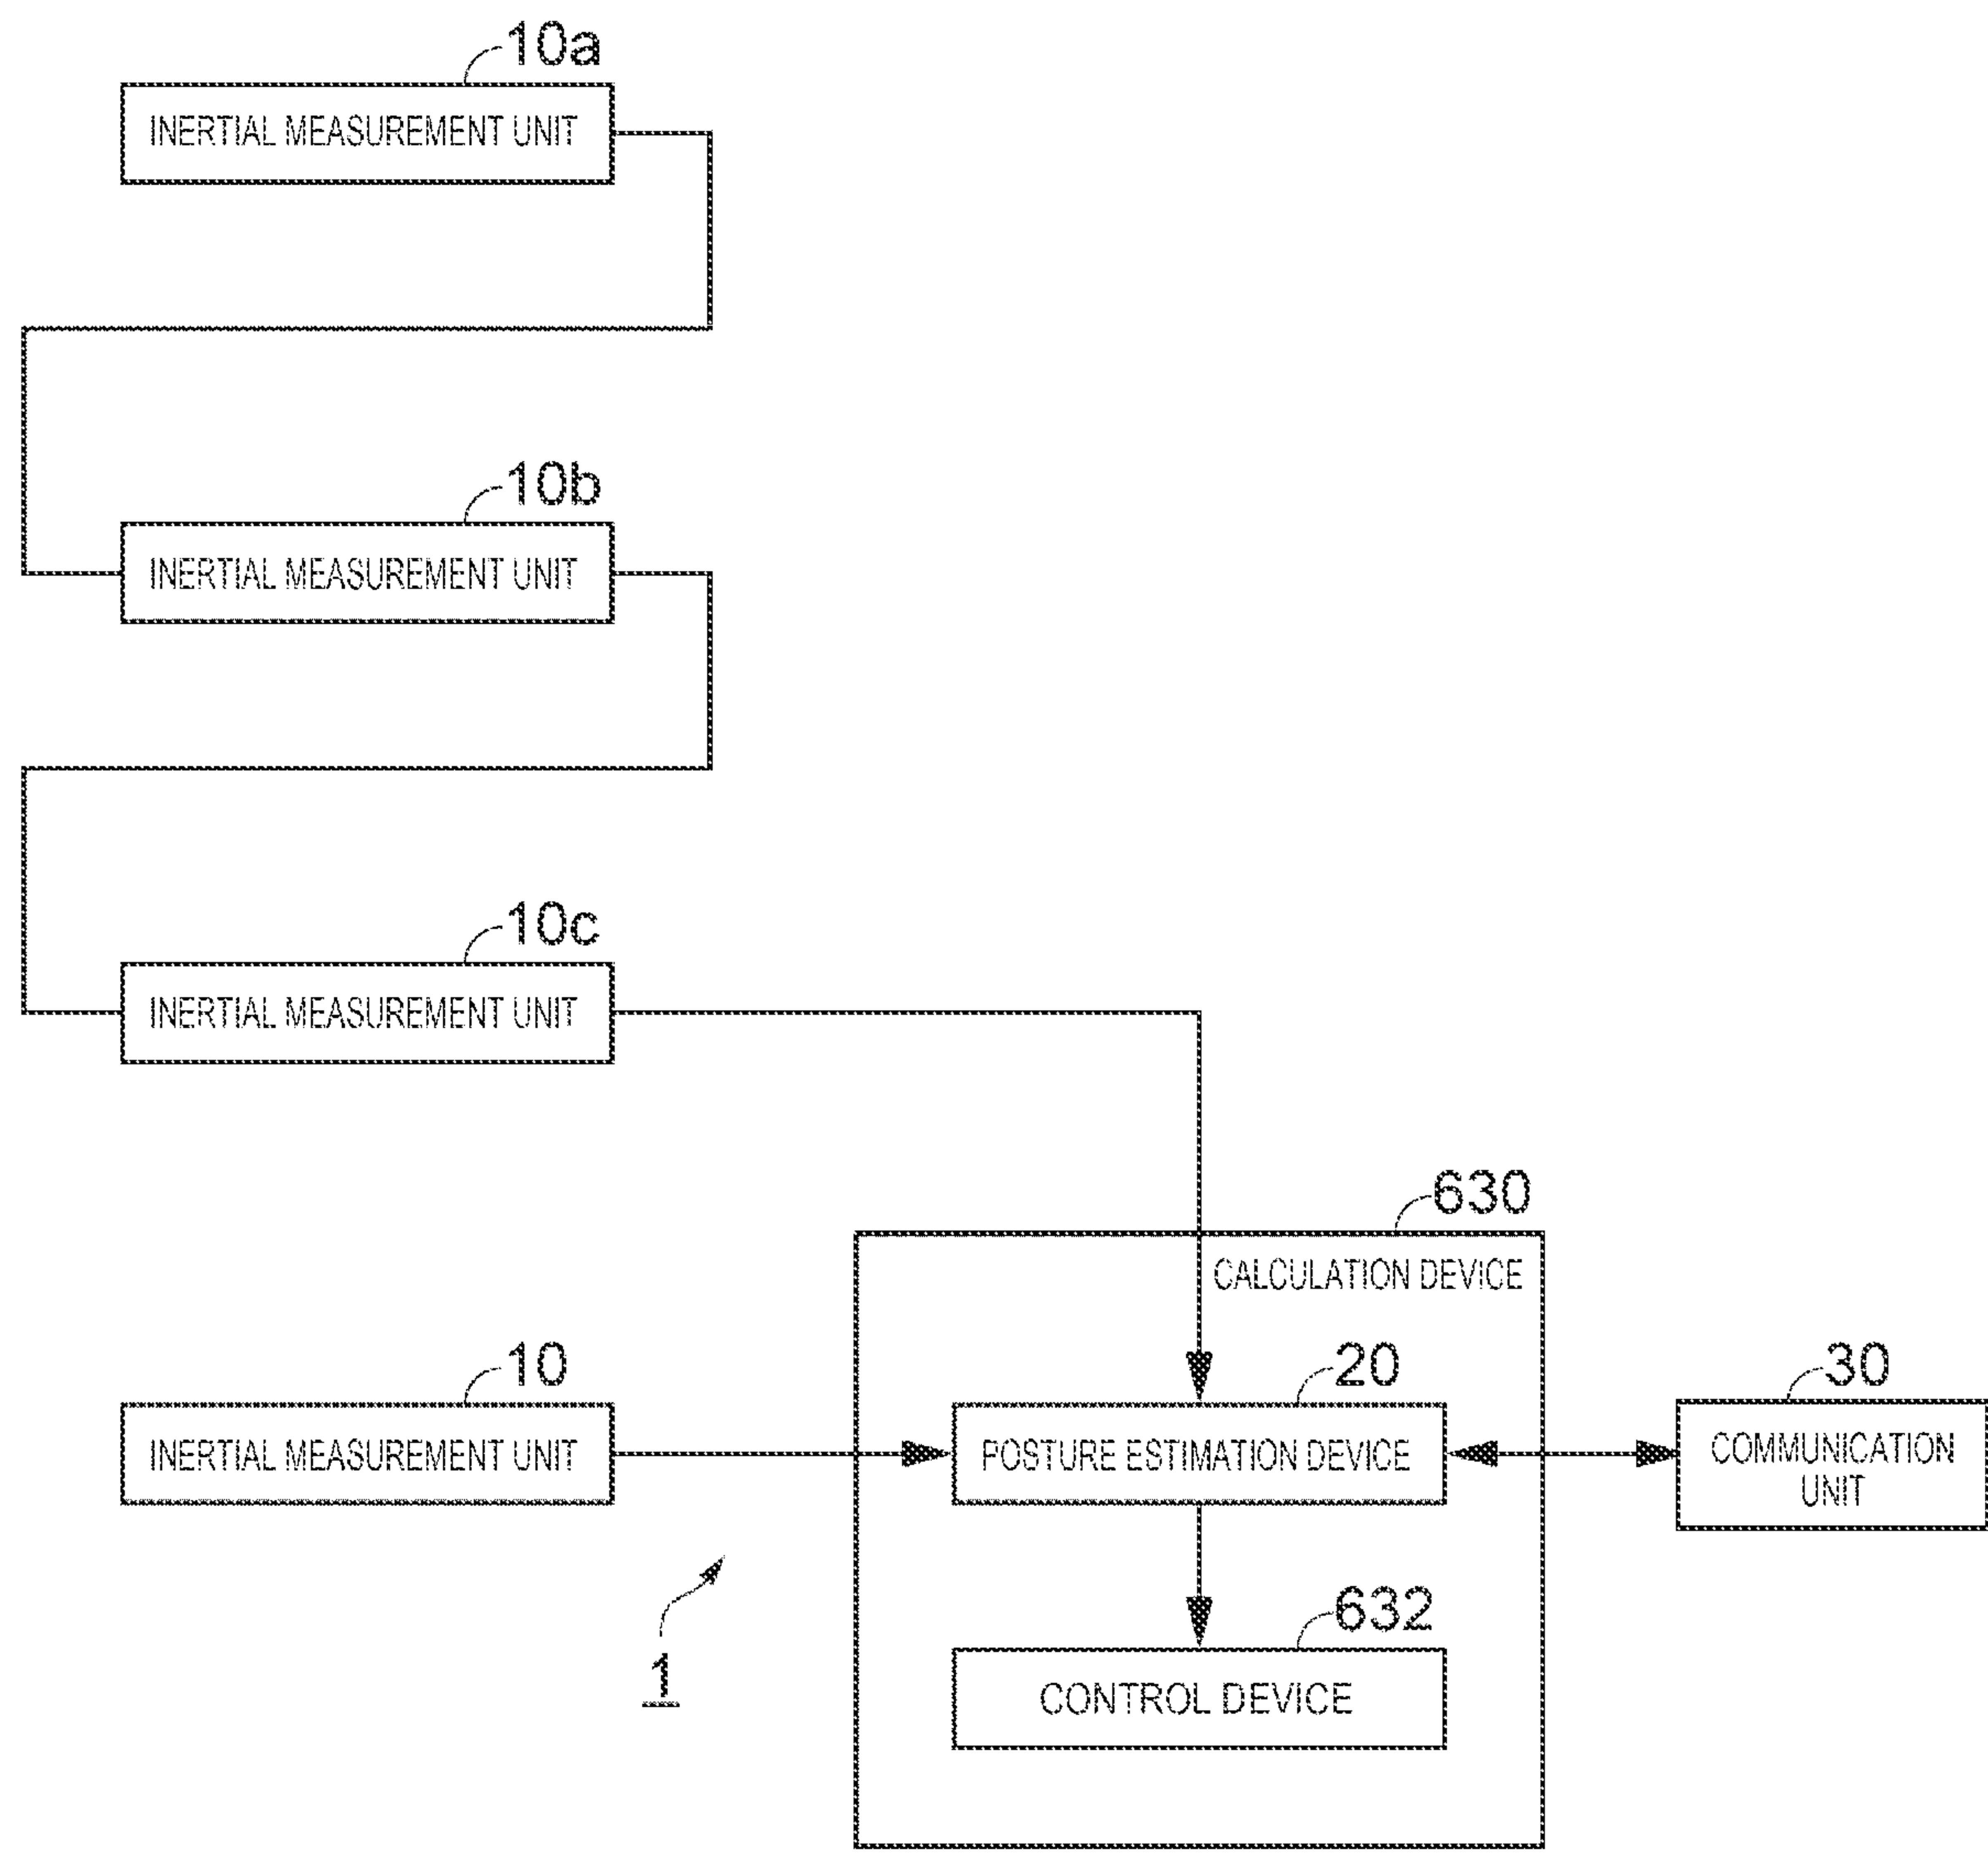 10a
INERTIAL MEASUREMENT UNIT
10b
INERTIAL MEASUREMENT UNIT
10c
INERTIAL MEASUREMENT UNIT
630
CALCULATION DEVICE
10
INERTIAL MEASUREMENT UNIT
20
POSTURE ESTIMATION DEVICE
30
COMMUNICATION
UNIT
632
CONTROL DEVICE
1